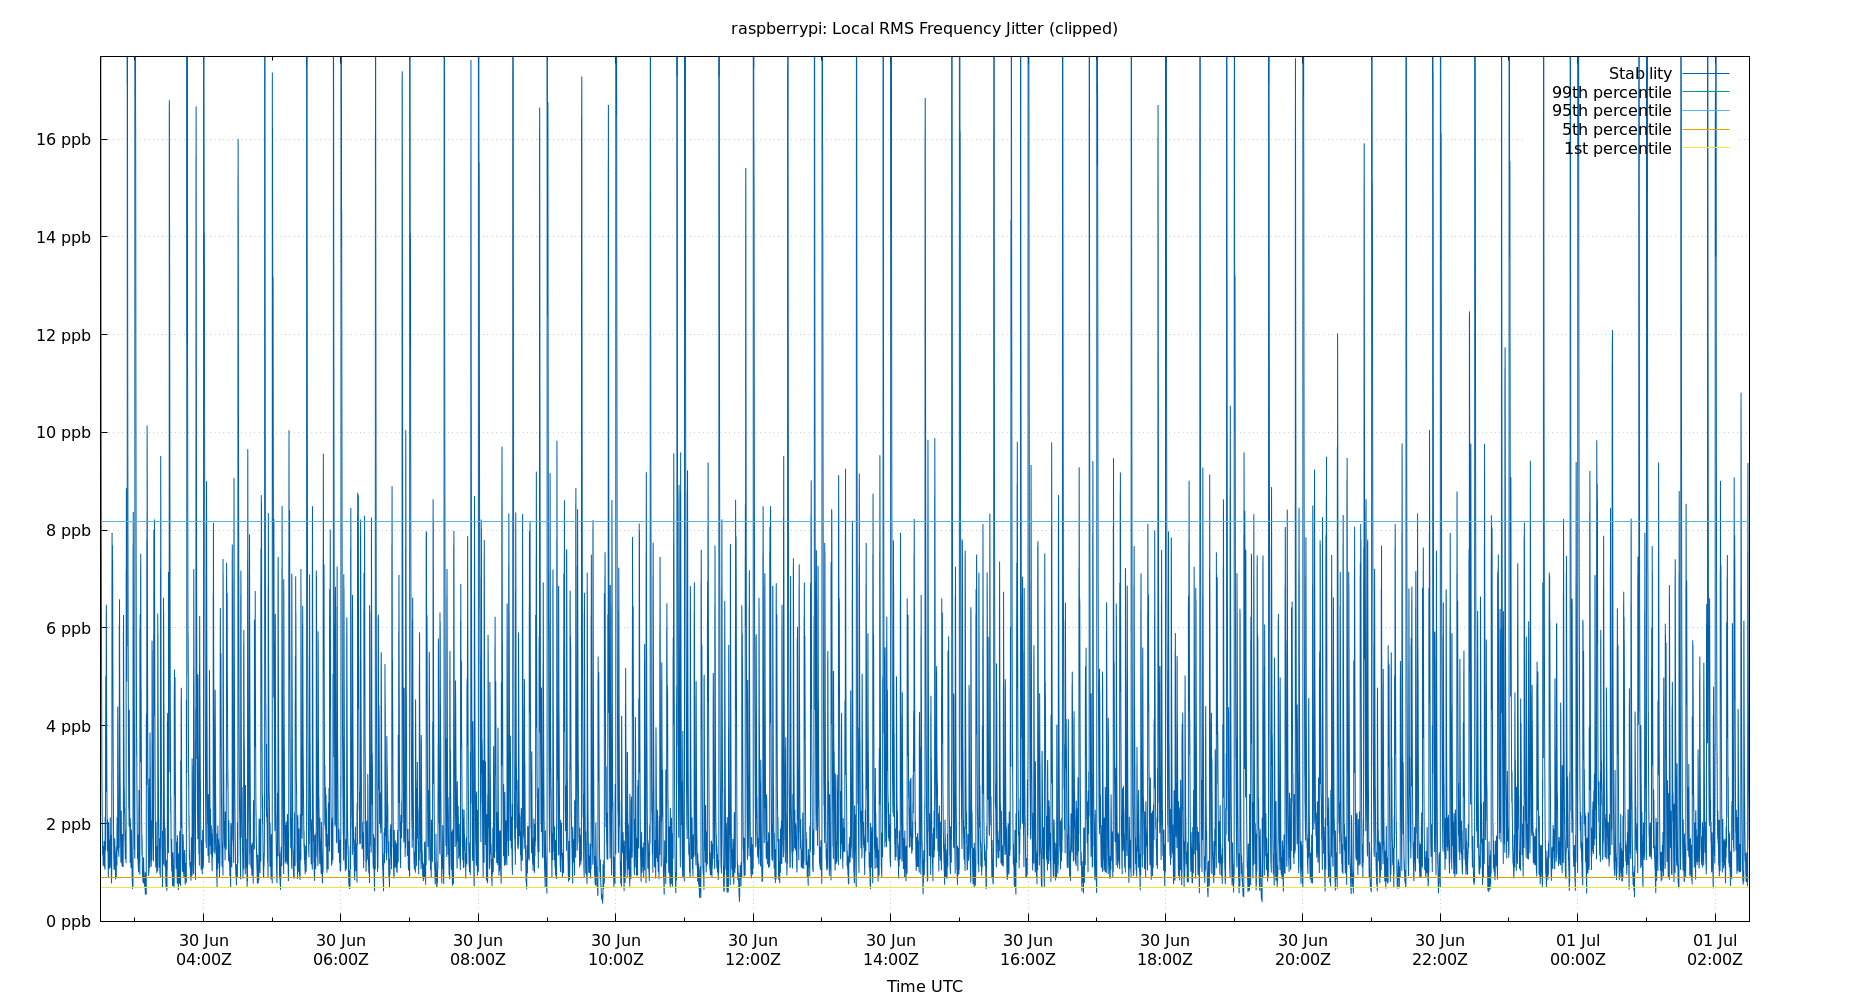 raspberrypi: Local RMS Frequency Jitter (clipped)
Stability
99th percentile
95th percentile
5th percentile
1st percentile
16 ppb
14 ppb
12 ppb
10 ppb
8 ppb
6 ppb
4 ppb
2 ppb
0 ppb
30 Jun 30 Jun 30 Jun 30 Jun 30 Jun 30 Jun 30 Jun 30 Jun 30 Jun 30 Jun 01 Jul 01 Jul
04:00Z 06:00Z 08:00Z 10:00Z 12:00Z 14:00Z 16:00Z 18:00Z 20:00Z 22:00Z 00:00Z 02:00Z
Time UTC